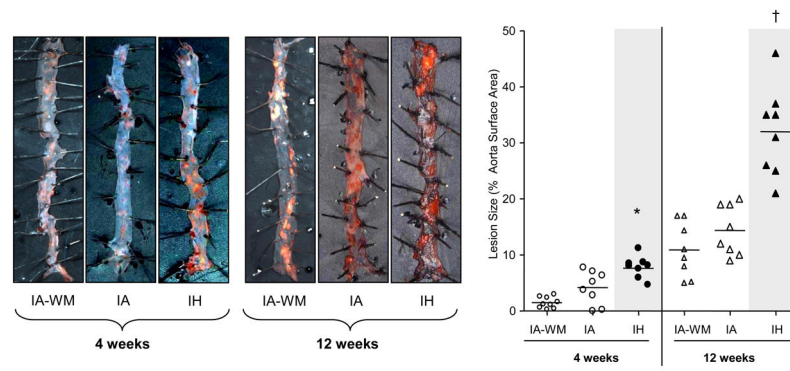 IA-WM IA IH IA-WM IA IH
4 weeks 12 weeks
Lesion Size (% Aorta Surface Area)
50
40
30
20
10
0
*
†
IA-WM IA IH IA-WM IA IH
4 weeks 12 weeks